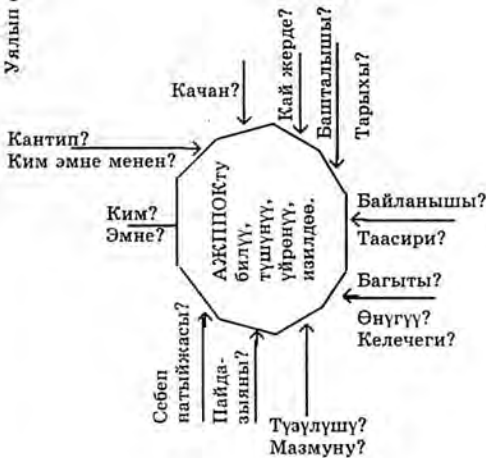 Уялып
Качан?
Кай жерде?
Башталышы?
Тарыхы?
Кантип?
Ким эмне менен?
Ким?
Эмне?
АЖППОКту
билүү,
түшүнүү,
үйрөнүү,
изилдөө.
Байланышы?
Таасири?
Багыты?
Өнүгүү?
Келечеги?
Себеп
натыйжасы?
Пайда-
зыяны?
Түзүлүшү?
Мазмуну?